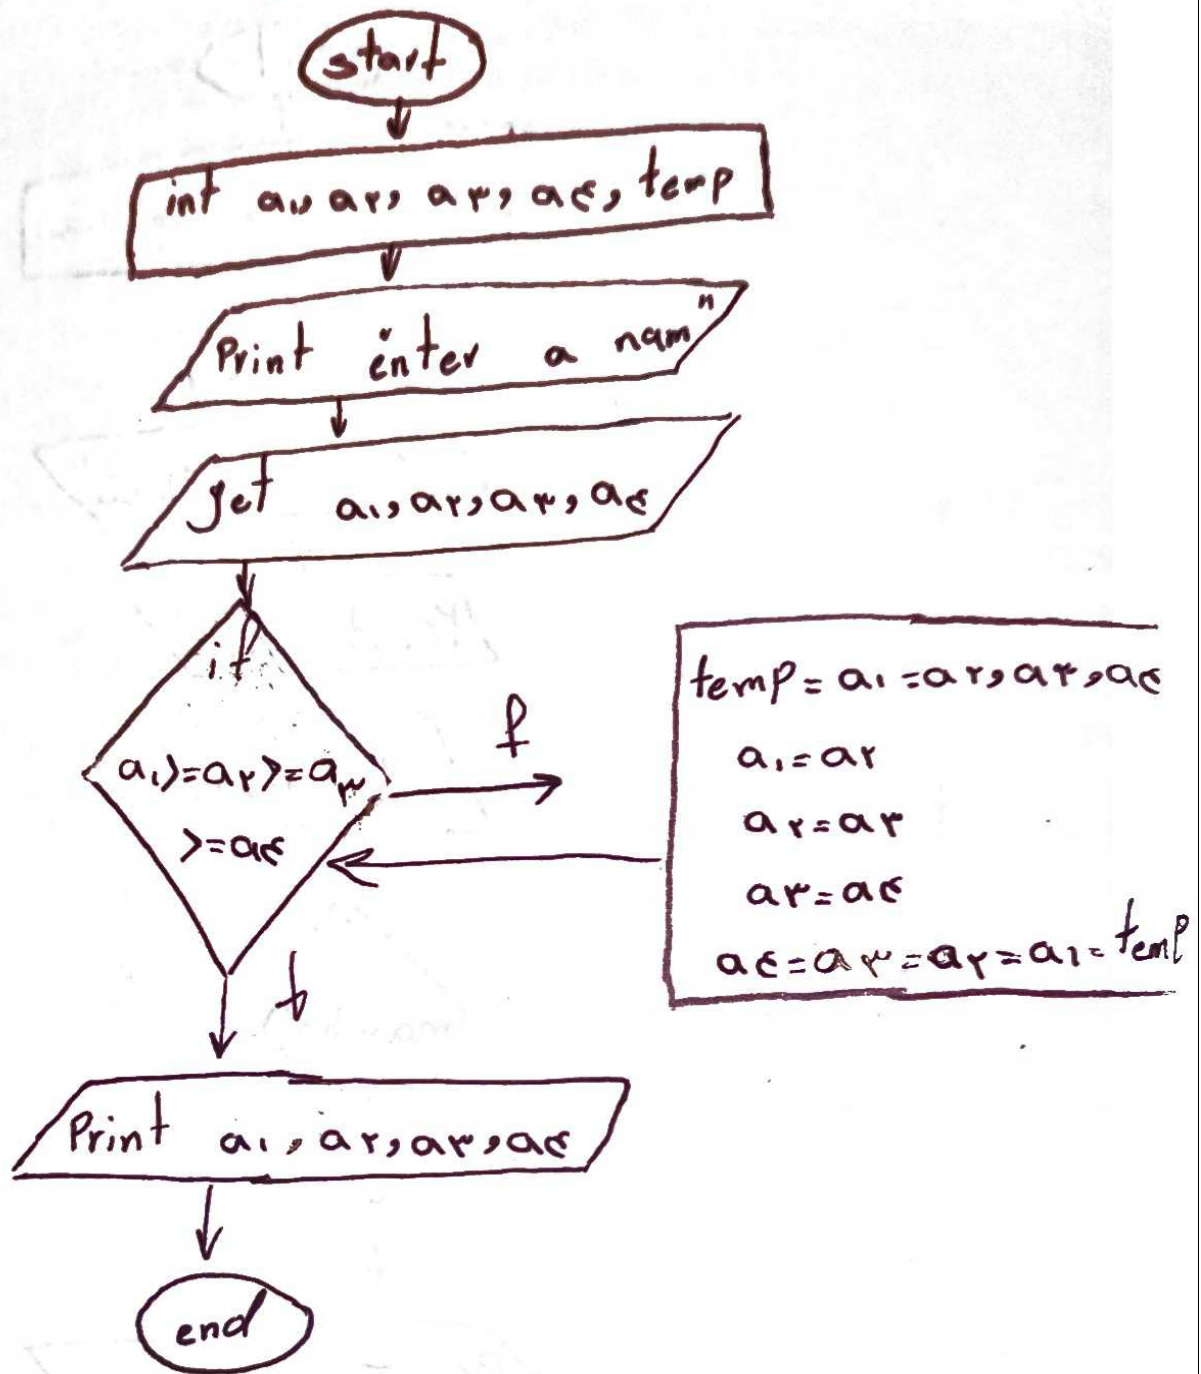 start
int a۱, a۲, a۳, a۴, temp
Print "enter a nam"
get a۱, a۲, a۳, a۴
if
a۱>=a۲>=a۳
>=a۴
f
temp=a۱=a۲, a۳, a۴
a۱=a۲
a۲=a۳
a۳=a۴
a۴=a۳=a۲=a۱=temp
t
Print a۱, a۲, a۳, a۴
end